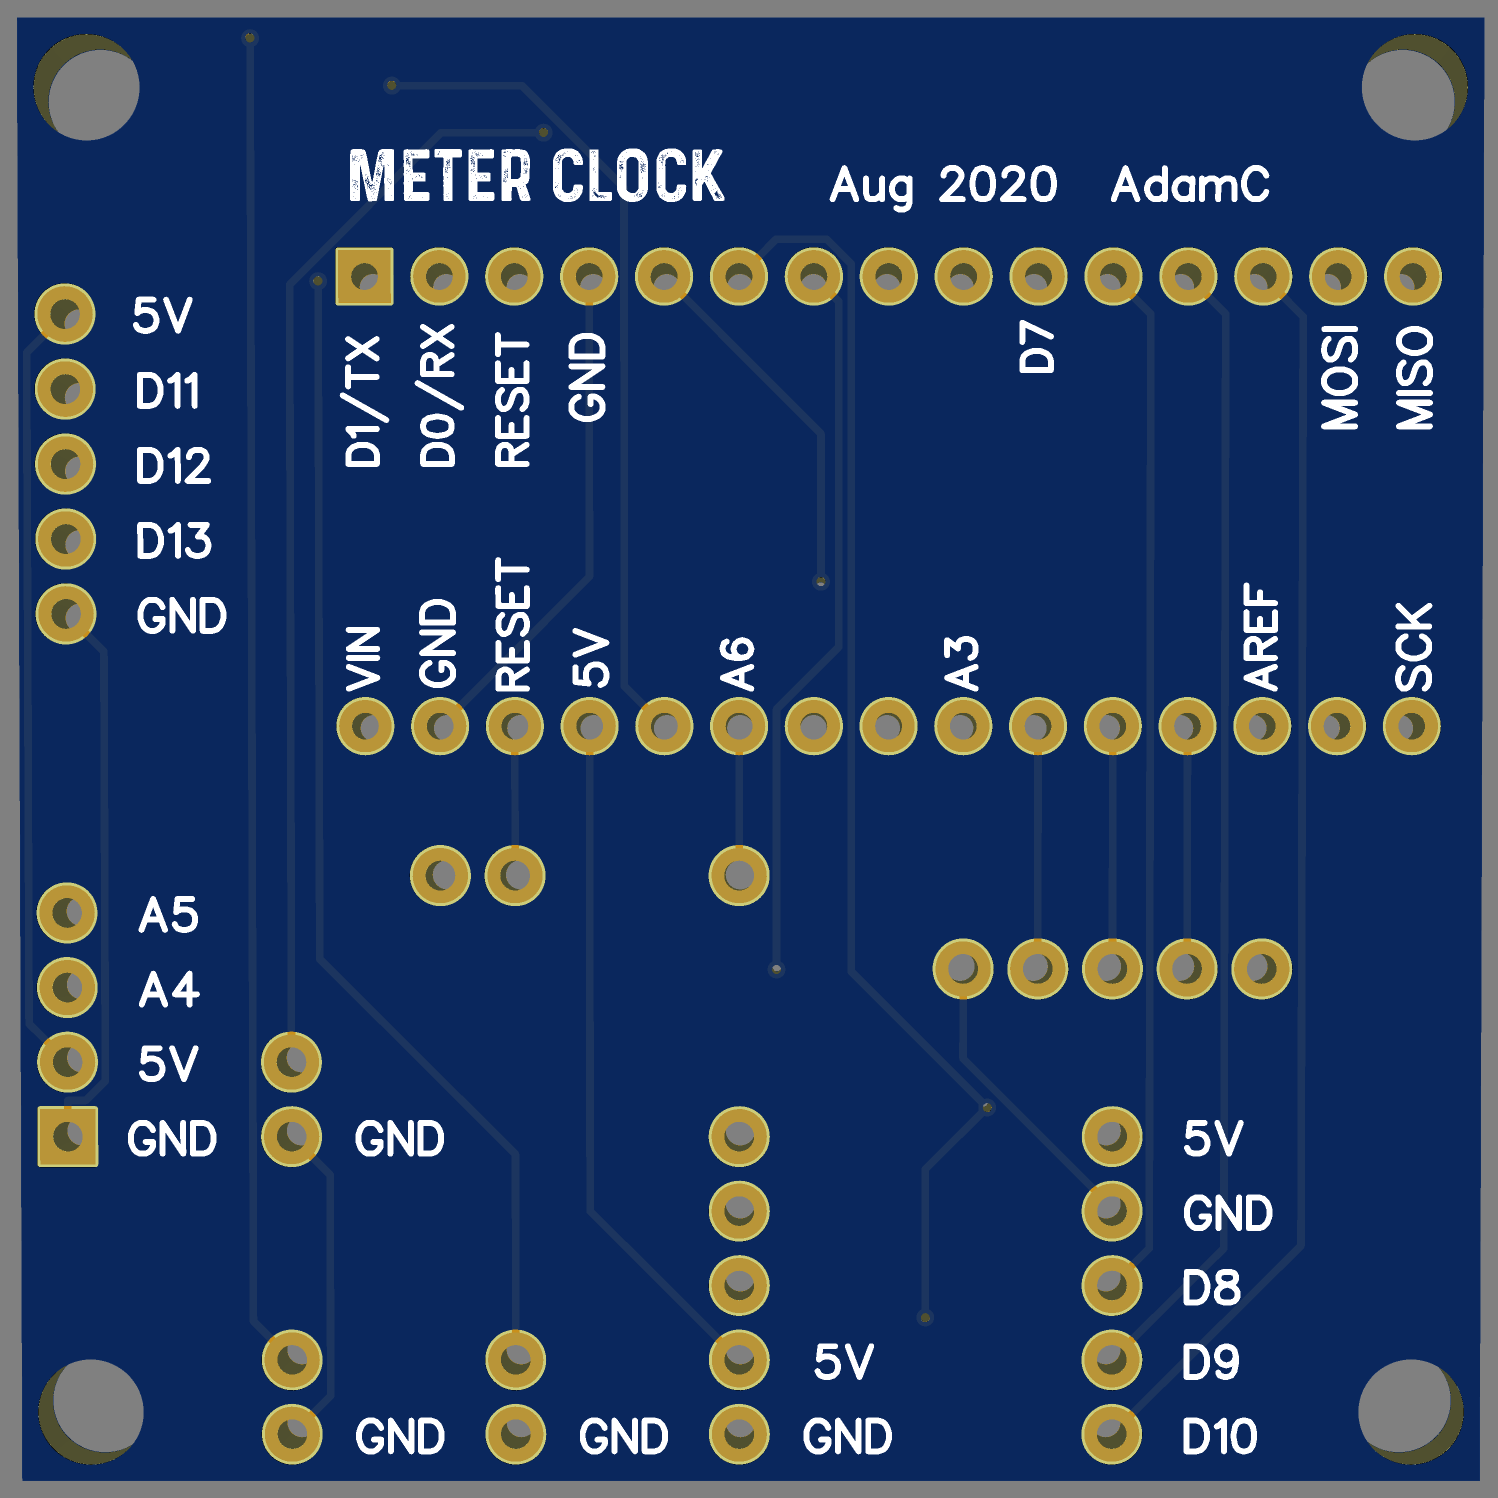 METER CLOCK Aug 2020 AdamC
D1/TX D0/RX RESET GND D7 MOSI MISO
5V
D11
D12
D13
GND
VIN GND RESET 5V A6 A3 AREF SCK
A5
A4
5V
GND GND 5V
GND
D8
5V D9
GND GND GND D10